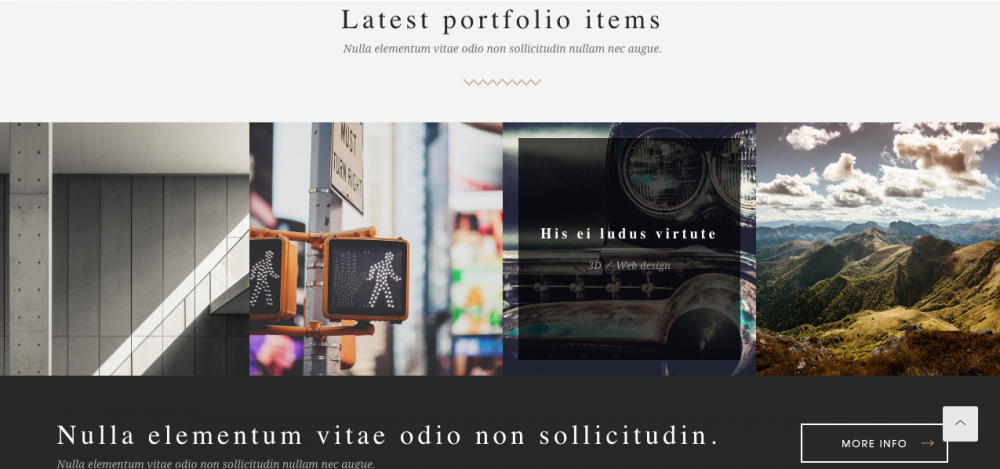 Latest portfolio items
Nulla elementum vitae odio non sollicitudin nullam nec augue.
MUST
TURN RIGHT
His ei ludus virtute
3D / Web design
Nulla elementum vitae odio non sollicitudin.
MORE INFO →
Nulla elementum vitae odio non sollicitudin nullam nec augue.